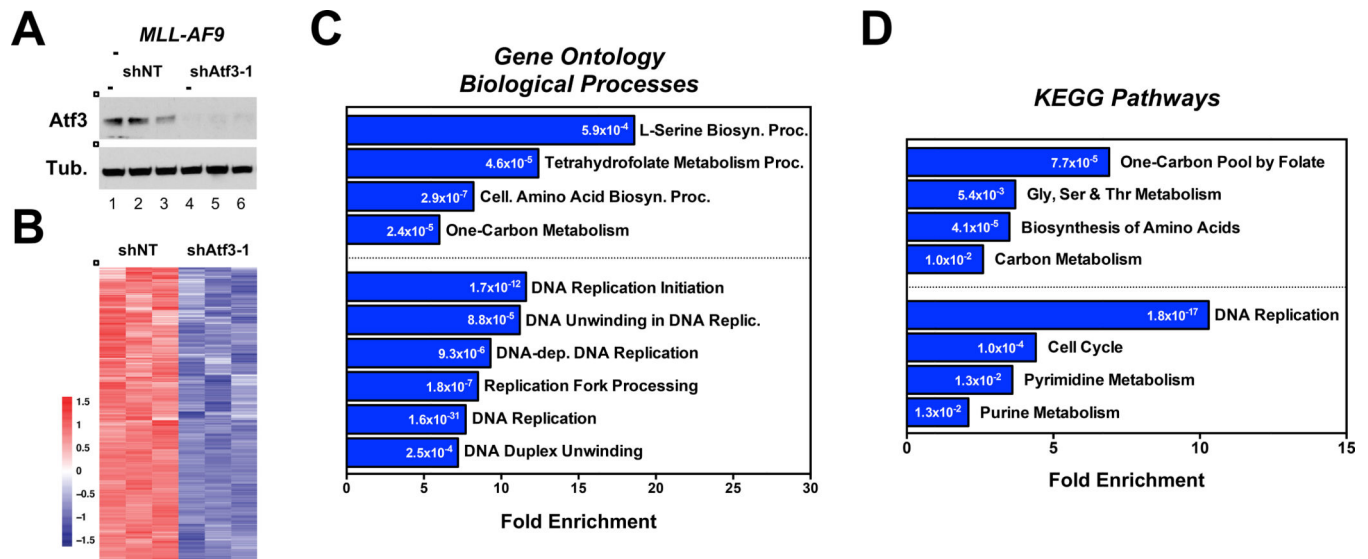 A
MLL-AF9
shNT shAtf3-1
Atf3
Tub.
1 2 3 4 5 6
B
shNT shAtf3-1
1.5
1
0.5
0
−0.5
−1
−1.5
C
Gene Ontology
Biological Processes
5.9x10-4 L-Serine Biosyn. Proc.
4.6x10-5 Tetrahydrofolate Metabolism Proc.
2.9x10-7 Cell. Amino Acid Biosyn. Proc.
2.4x10-5 One-Carbon Metabolism
1.7x10-12 DNA Replication Initiation
8.8x10-5 DNA Unwinding in DNA Replic.
9.3x10-6 DNA-dep. DNA Replication
1.8x10-7 Replication Fork Processing
1.6x10-31 DNA Replication
2.5x10-4 DNA Duplex Unwinding
0 5 10 15 20 25 30
Fold Enrichment
D
KEGG Pathways
7.7x10-5 One-Carbon Pool by Folate
5.4x10-3 Gly, Ser & Thr Metabolism
4.1x10-5 Biosynthesis of Amino Acids
1.0x10-2 Carbon Metabolism
1.8x10-17 DNA Replication
1.0x10-4 Cell Cycle
1.3x10-2 Pyrimidine Metabolism
1.3x10-2 Purine Metabolism
0 5 10 15
Fold Enrichment